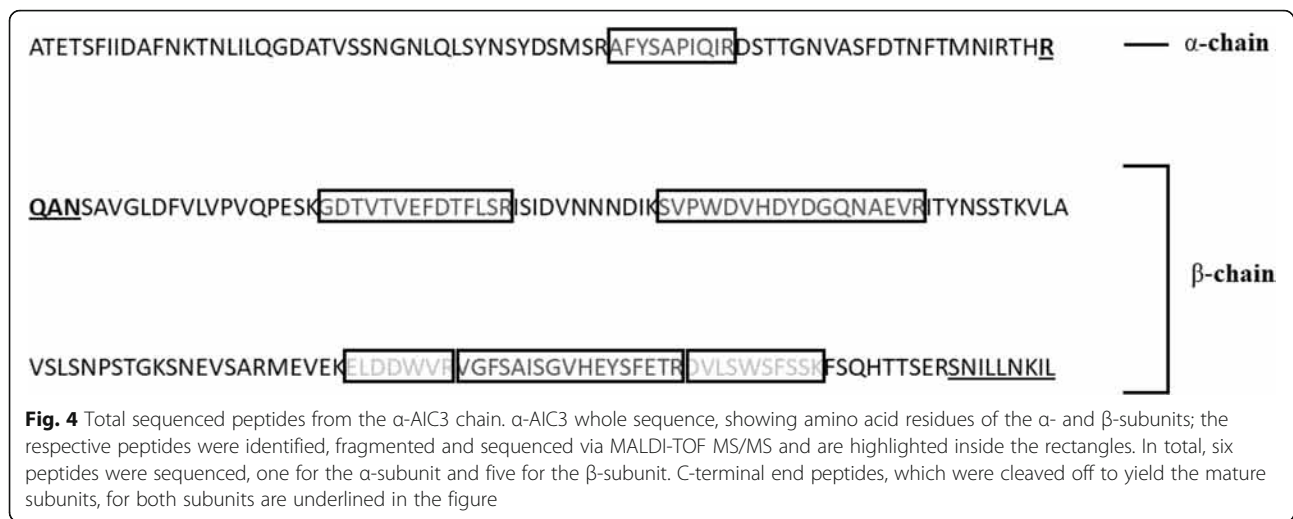 ATETSFIIDAFNKTNLILQGDATVSSNGNLQLSYNSYDSMSRAFYSAPIQIRDSTTGNVASFDTNFTMNIRTHR — α-chain
QANSAVGLDFVLVPVQPESKGDTVTVEFDTFLSRISIDVNNNDIKSVPWDVHDYDGQNAEVRITYNSSTKVLA
β-chain
VSLSNPSTGKSNEVSARMEVEKELDDWVRVGFSAISGVHEYSFETRDVLSWSFSSKFSQHTTSERSNILLNKIL
Fig. 4 Total sequenced peptides from the α-AIC3 chain. α-AIC3 whole sequence, showing amino acid residues of the α- and β-subunits; the
respective peptides were identified, fragmented and sequenced via MALDI-TOF MS/MS and are highlighted inside the rectangles. In total, six
peptides were sequenced, one for the α-subunit and five for the β-subunit. C-terminal end peptides, which were cleaved off to yield the mature
subunits, for both subunits are underlined in the figure